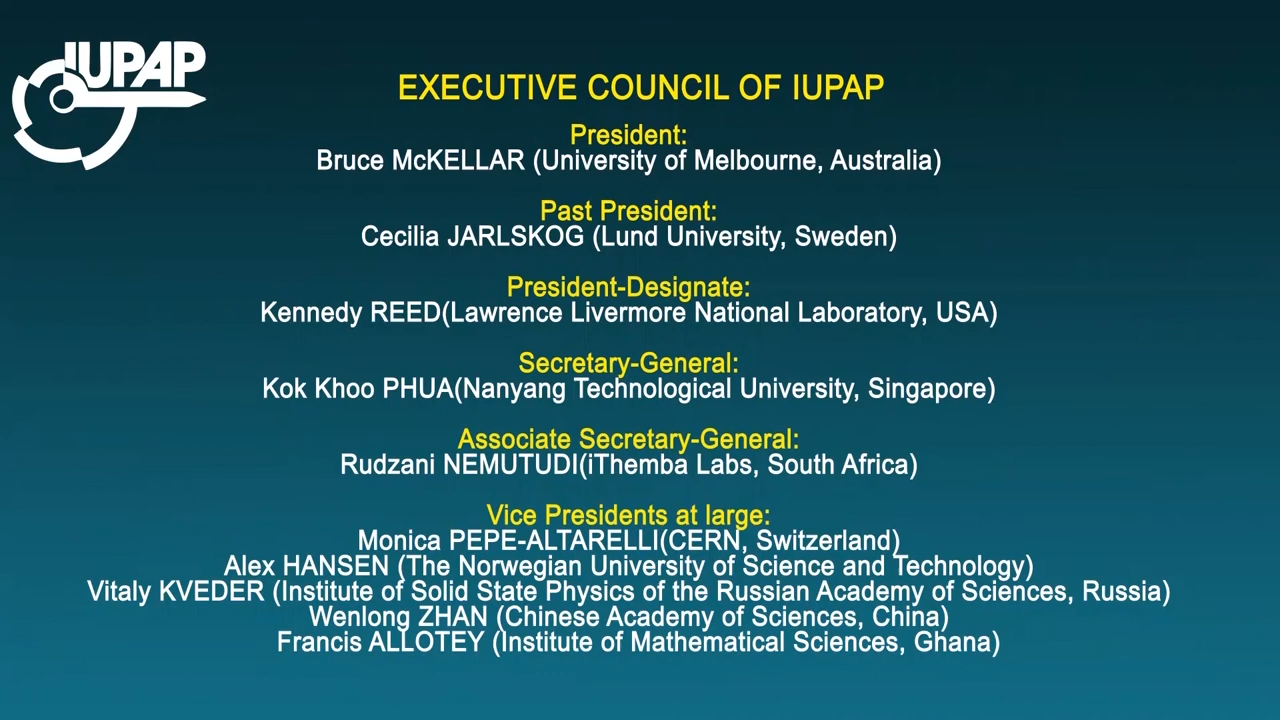 IUPAP
EXECUTIVE COUNCIL OF IUPAP
President:
Bruce McKELLAR (University of Melbourne, Australia)
Past President:
Cecilia JARLSKOG (Lund University, Sweden)
President-Designate:
Kennedy REED(Lawrence Livermore National Laboratory, USA)
Secretary-General:
Kok Khoo PHUA(Nanyang Technological University, Singapore)
Associate Secretary-General:
Rudzani NEMUTUDI(iThemba Labs, South Africa)
Vice Presidents at large:
Monica PEPE-ALTARELLI(CERN, Switzerland)
Alex HANSEN (The Norwegian University of Science and Technology)
Vitaly KVEDER (Institute of Solid State Physics of the Russian Academy of Sciences, Russia)
Wenlong ZHAN (Chinese Academy of Sciences, China)
Francis ALLOTEY (Institute of Mathematical Sciences, Ghana)